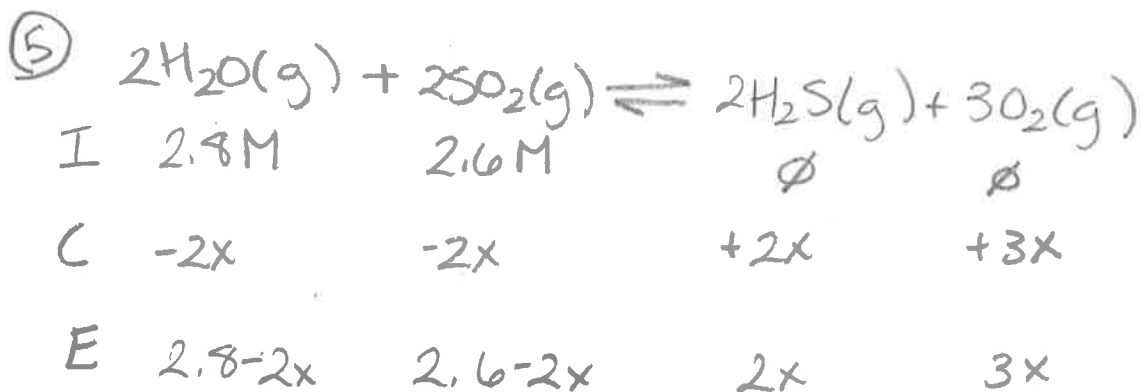 ⑤ 2H₂O(g) + 2SO₂(g) ⇌ 2H₂S(g) + 3O₂(g)
I 2.8M 2.6M ∅ ∅
C -2x -2x +2x +3x
E 2.8-2x 2.6-2x 2x 3x